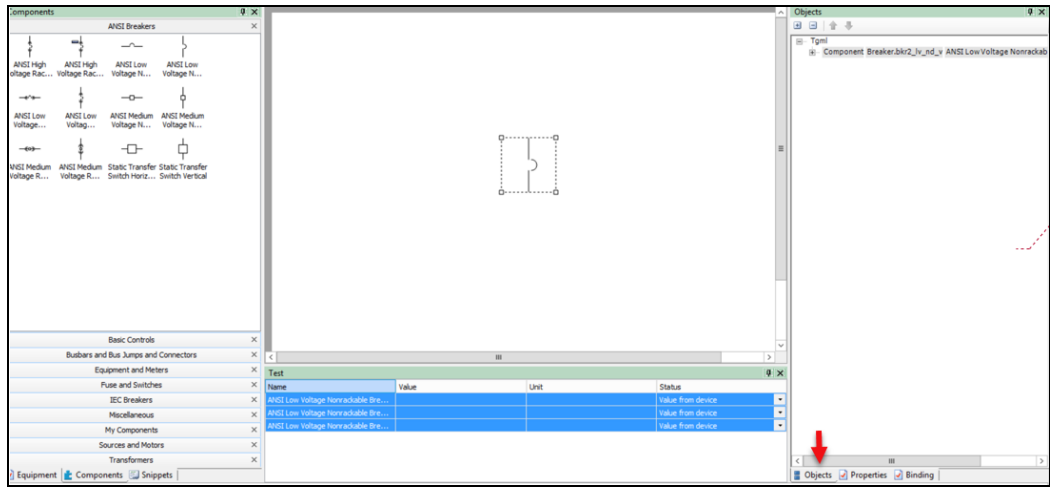 Components
ANSI Breakers
ANSI High ANSI High ANSI Low ANSI Low
oltage Rac... Voltage Rac... Voltage N... Voltage N...
ANSI Low ANSI Low ANSI Medium ANSI Medium
Voltage... Voltag... Voltage N... Voltage N...
ANSI Medium ANSI Medium Static Transfer Static Transfer
Voltage R... Voltage R... Switch Horiz... Switch Vertical
Basic Controls
Busbars and Bus Jumps and Connectors
Equipment and Meters
Fuse and Switches
IEC Breakers
Miscellaneous
My Components
Sources and Motors
Transformers
Equipment Components Snippets
Test
Name Value Unit Status
ANSI Low Voltage Nonrackable Bre... Value from device
ANSI Low Voltage Nonrackable Bre... Value from device
ANSI Low Voltage Nonrackable Bre... Value from device
Objects
Tgml
Component Breaker.bkr2_lv_nd_v ANSI Low Voltage Nonrackab
Objects Properties Binding